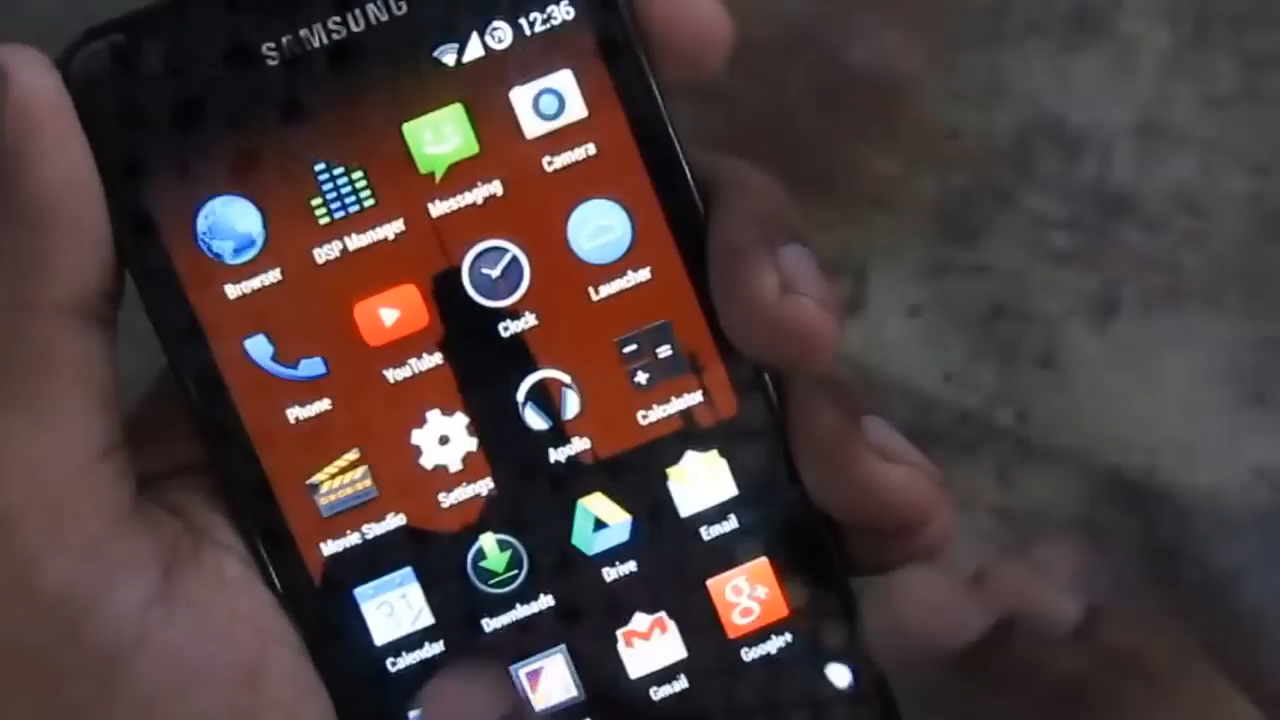 SAMSUNG
12:36
Browser
DSP Manager
Messaging
Camera
Phone
YouTube
Clock
Launcher
Movie Studio
Settings
Apollo
Calculator
Calendar
31
Downloads
Drive
Email
Gmail
Google+
g+